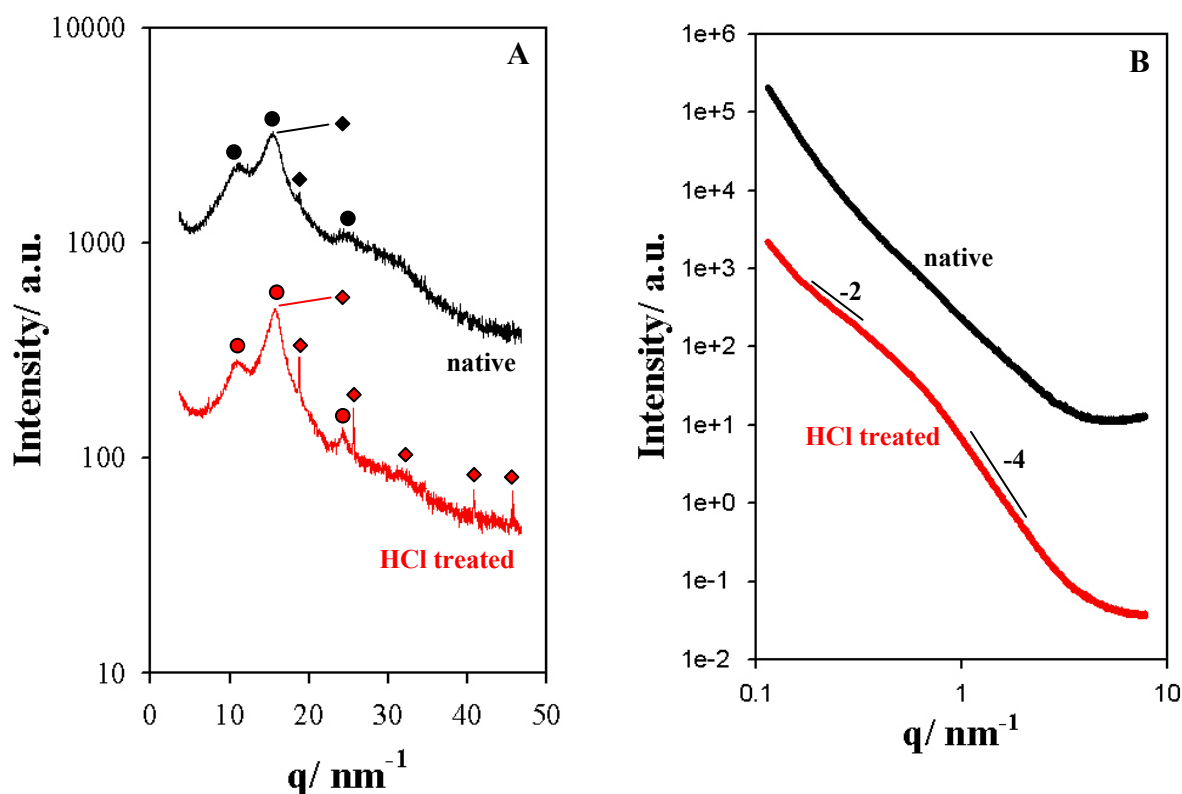 A
10000
1000
100
10
0
10
20
30
40
50
Intensity/ a.u.
q/ nm⁻¹
native
HCl treated
B
1e+6
1e+5
1e+4
1e+3
1e+2
1e+1
1e+0
1e-1
1e-2
0.1
1
10
Intensity/ a.u.
q/ nm⁻¹
native
-2
HCl treated
-4